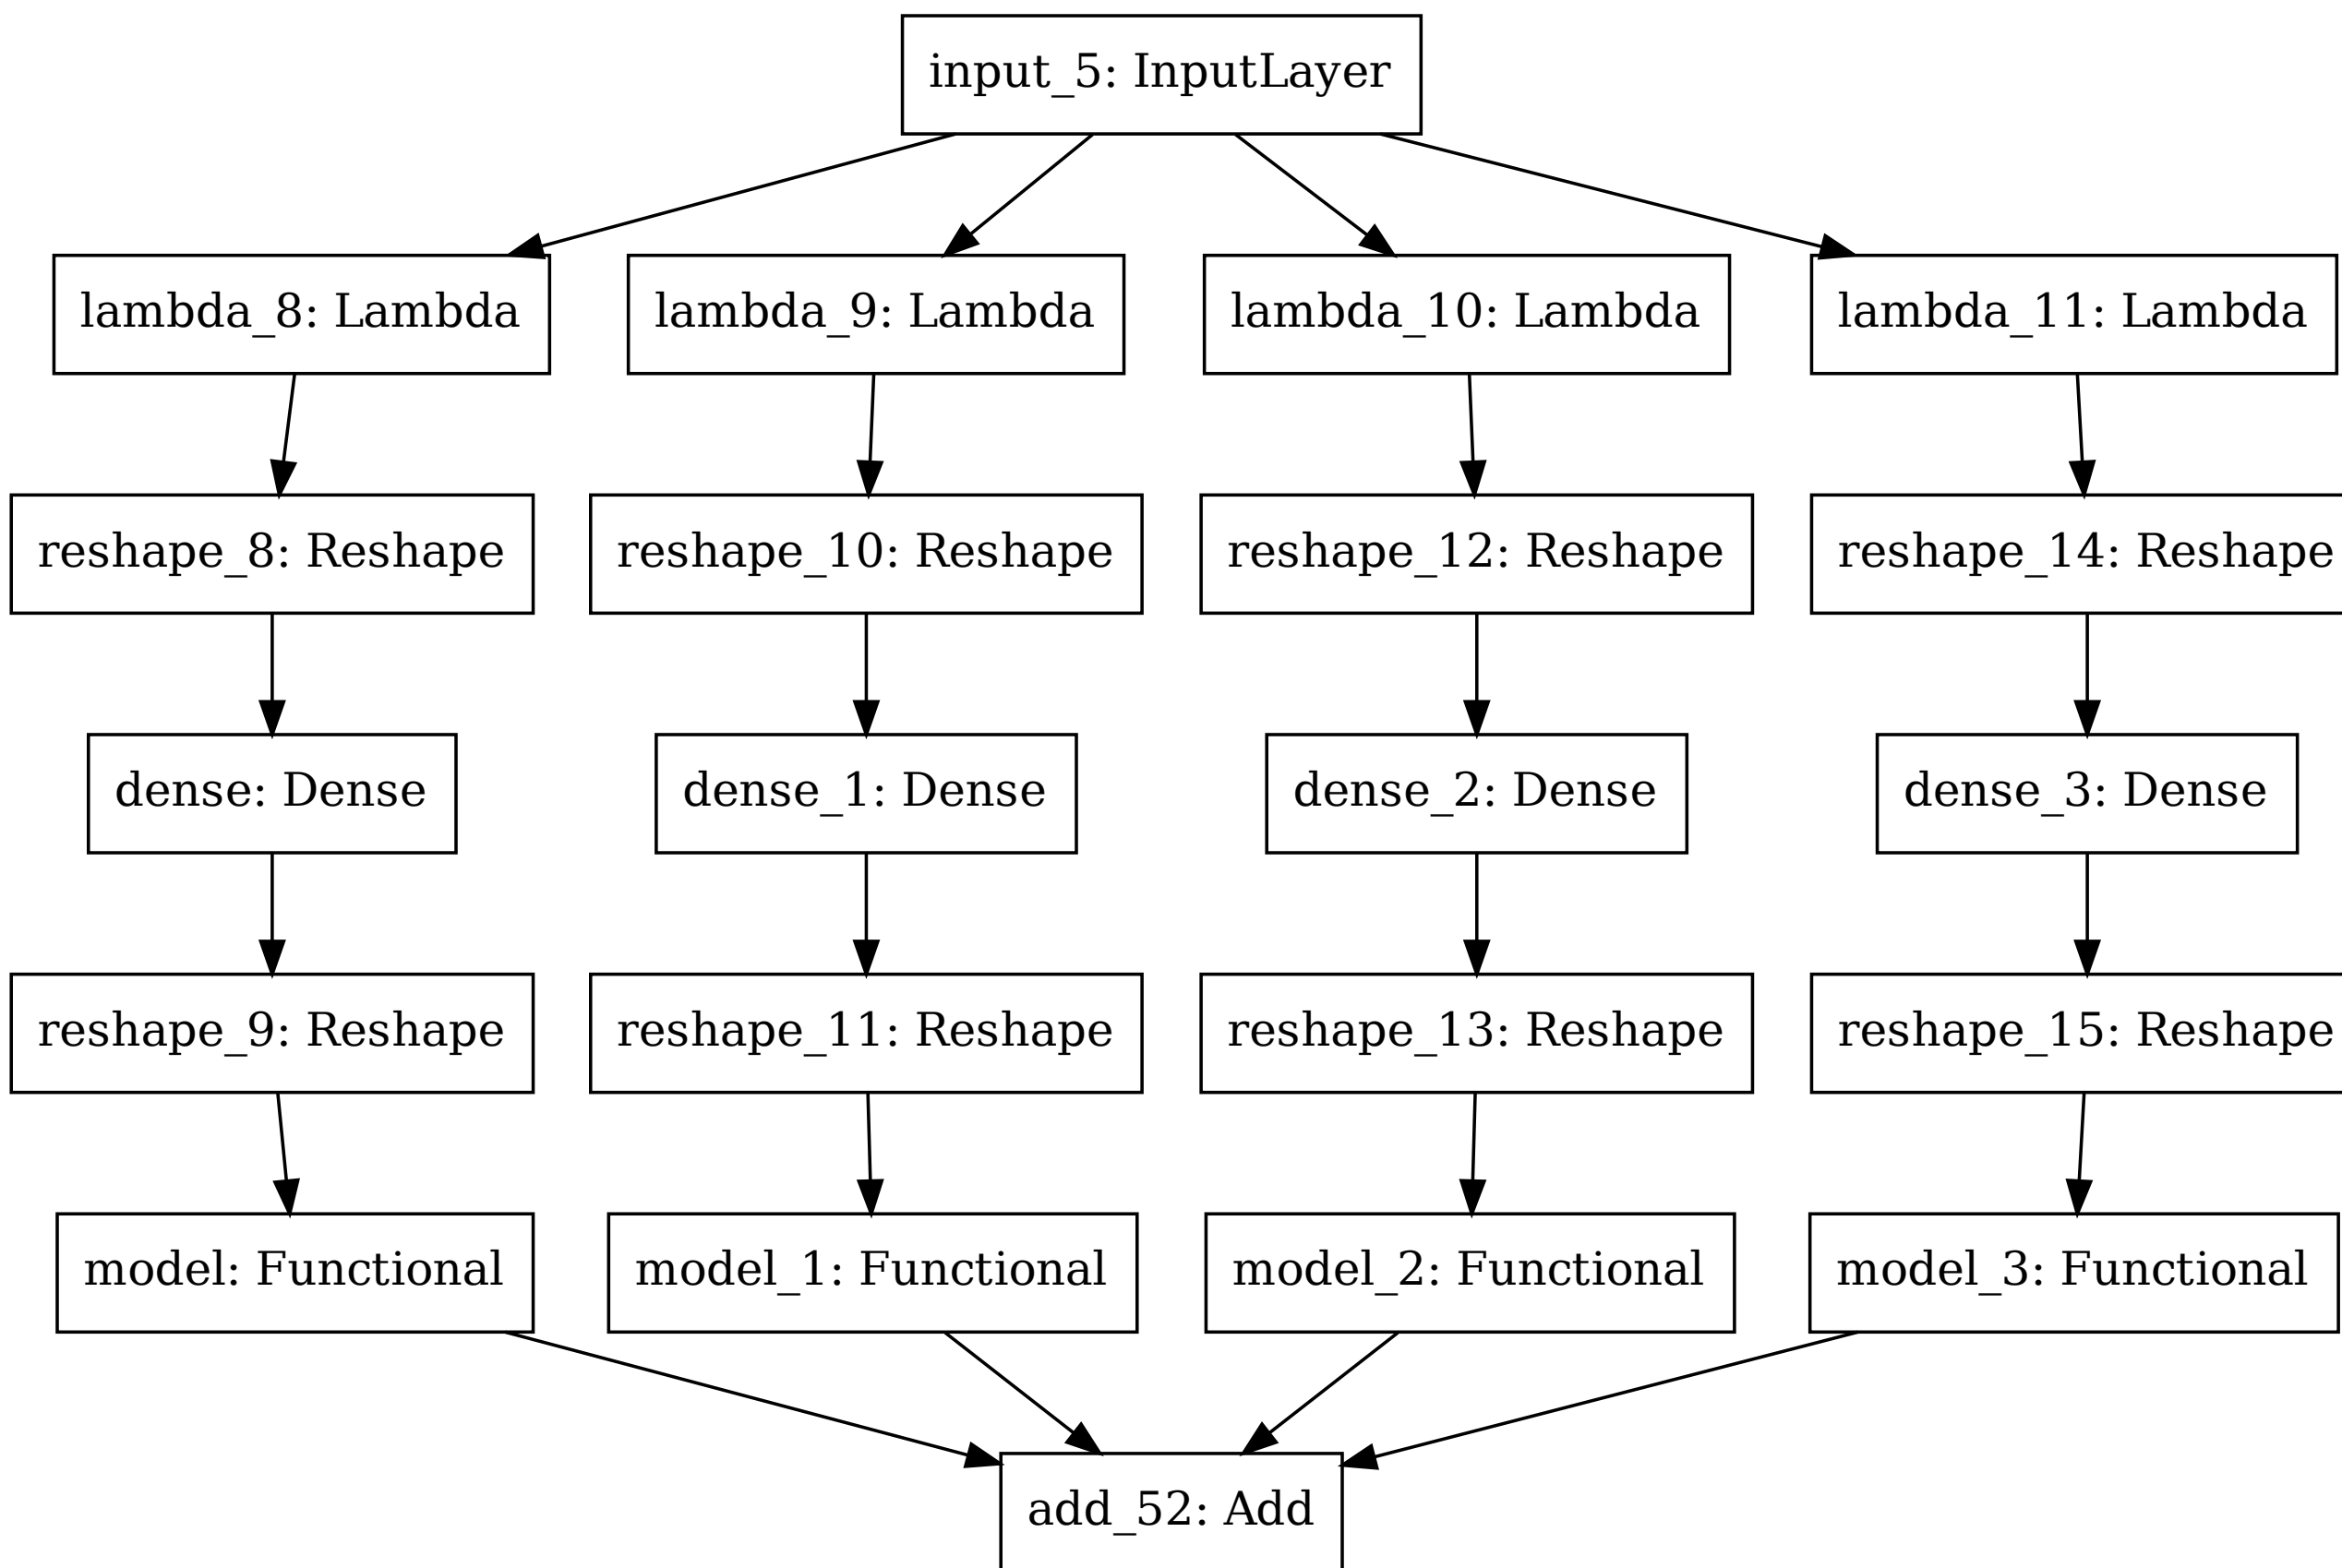 input_5: InputLayer
lambda_8: Lambda
lambda_9: Lambda
lambda_10: Lambda
lambda_11: Lambda
reshape_8: Reshape
reshape_10: Reshape
reshape_12: Reshape
reshape_14: Reshape
dense: Dense
dense_1: Dense
dense_2: Dense
dense_3: Dense
reshape_9: Reshape
reshape_11: Reshape
reshape_13: Reshape
reshape_15: Reshape
model: Functional
model_1: Functional
model_2: Functional
model_3: Functional
add_52: Add